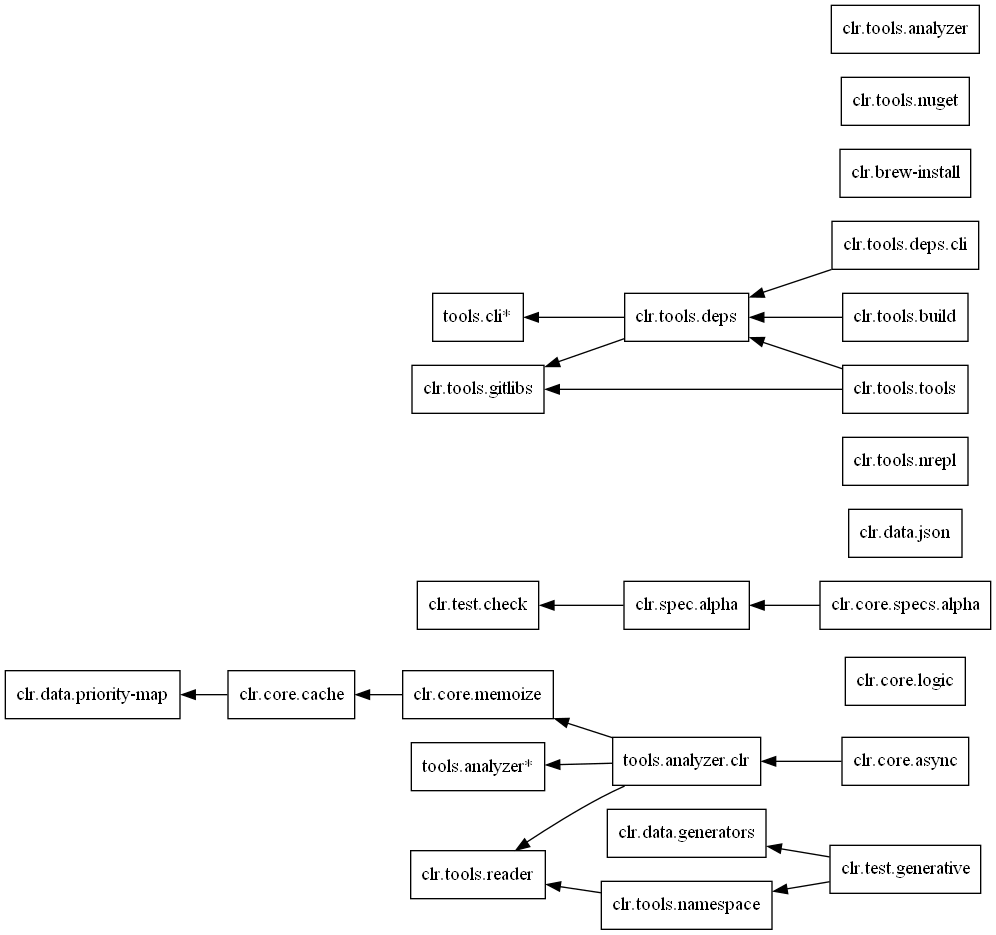 clr.tools.analyzer
clr.tools.nuget
clr.brew-install
clr.tools.deps.cli
tools.cli*
clr.tools.deps
clr.tools.build
clr.tools.gitlibs
clr.tools.tools
clr.tools.nrepl
clr.data.json
clr.test.check
clr.spec.alpha
clr.core.specs.alpha
clr.core.logic
clr.data.priority-map
clr.core.cache
clr.core.memoize
tools.analyzer*
tools.analyzer.clr
clr.core.async
clr.data.generators
clr.tools.reader
clr.test.generative
clr.tools.namespace